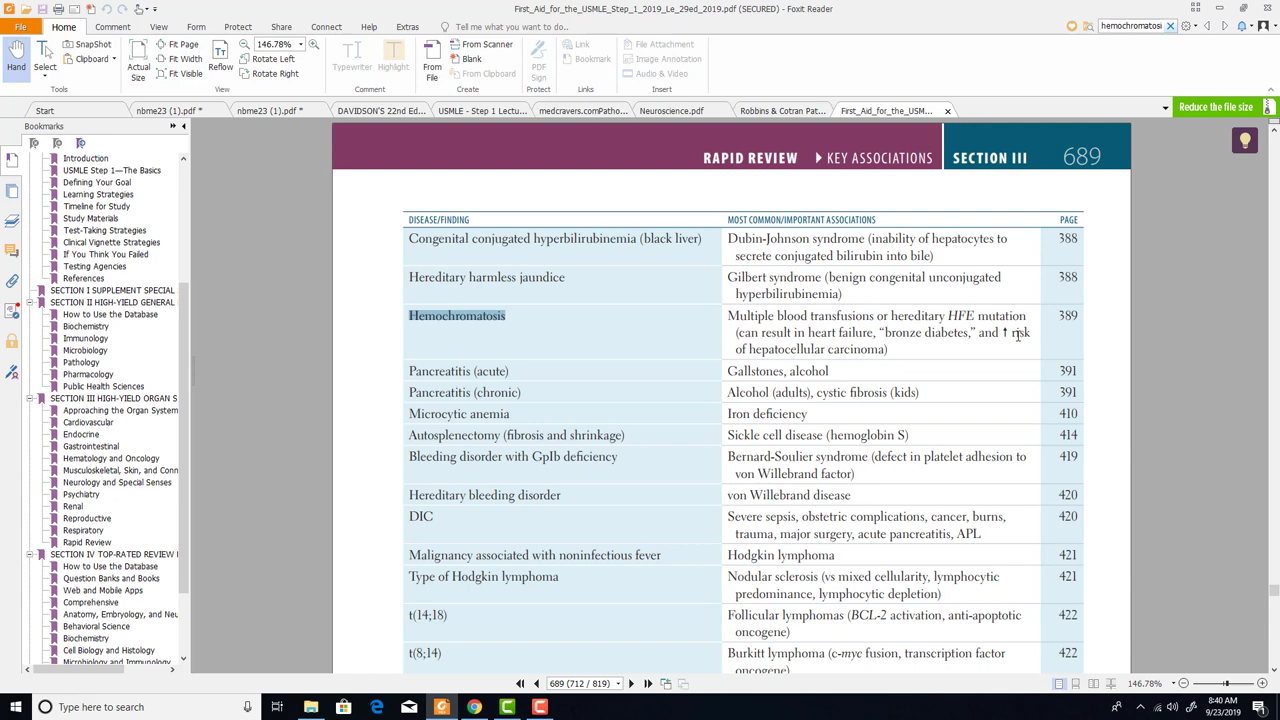 First_Aid_for_the_USMLE_Step_1_2019_Le_29ed_2019.pdf (SECURED) - Foxit Reader
File Home Comment View Form Protect Share Connect Help Extras Tell me what you want to do.. hemochromatosi
Hand
Select
SnapShot
Clipboard
Tools
Actual Size
Fit Page
Fit Width
Fit Visible
Reflow
146.78%
Rotate Left
Rotate Right
View
Typewriter
Highlight
Comment
From File
From Scanner
Blank
From Clipboard
Create
PDF Sign
Protect
Link
Bookmark
Links
File Attachment
Image Annotation
Audio & Video
Insert
Start nbme23 (1).pdf * nbme23 (1).pdf * DAVIDSON'S 22nd Ed... USMLE - Step 1 Lectu... medcravers.comPatho... Neuroscience.pdf Robbins & Cotran Pat... First_Aid_for_the_USM... Reduce the file size
Bookmarks
Introduction
USMLE Step 1—The Basics
Defining Your Goal
Learning Strategies
Timeline for Study
Study Materials
Test-Taking Strategies
Clinical Vignette Strategies
If You Think You Failed
Testing Agencies
References
SECTION I SUPPLEMENT SPECIAL
SECTION II HIGH-YIELD GENERAL
How to Use the Database
Biochemistry
Immunology
Microbiology
Pathology
Pharmacology
Public Health Sciences
SECTION III HIGH-YIELD ORGAN S
Approaching the Organ System
Cardiovascular
Endocrine
Gastrointestinal
Hematology and Oncology
Musculoskeletal, Skin, and Conn
Neurology and Special Senses
Psychiatry
Renal
Reproductive
Respiratory
Rapid Review
SECTION IV TOP-RATED REVIEW I
How to Use the Database
Question Banks and Books
Web and Mobile Apps
Comprehensive
Anatomy, Embryology, and Neu
Behavioral Science
Biochemistry
Cell Biology and Histology
Microbiology and Immunology
RAPID REVIEW ▶ KEY ASSOCIATIONS SECTION III 689
DISEASE/FINDING MOST COMMON/IMPORTANT ASSOCIATIONS PAGE
Congenital conjugated hyperbilirubinemia (black liver) Dubin-Johnson syndrome (inability of hepatocytes to 388
secrete conjugated bilirubin into bile)
Hereditary harmless jaundice Gilbert syndrome (benign congenital unconjugated 388
hyperbilirubinemia)
Hemochromatosis Multiple blood transfusions or hereditary HFE mutation 389
(can result in heart failure, “bronze diabetes,” and ↑ risk
of hepatocellular carcinoma)
Pancreatitis (acute) Gallstones, alcohol 391
Pancreatitis (chronic) Alcohol (adults), cystic fibrosis (kids) 391
Microcytic anemia Iron deficiency 410
Autosplenectomy (fibrosis and shrinkage) Sickle cell disease (hemoglobin S) 414
Bleeding disorder with GpIb deficiency Bernard-Soulier syndrome (defect in platelet adhesion to 419
von Willebrand factor)
Hereditary bleeding disorder von Willebrand disease 420
DIC Severe sepsis, obstetric complications, cancer, burns, 420
trauma, major surgery, acute pancreatitis, APL
Malignancy associated with noninfectious fever Hodgkin lymphoma 421
Type of Hodgkin lymphoma Nodular sclerosis (vs mixed cellularity, lymphocytic 421
predominance, lymphocytic depletion)
t(14;18) Follicular lymphomas (BCL-2 activation, anti-apoptotic 422
oncogene)
t(8;14) Burkitt lymphoma (c-myc fusion, transcription factor 422
oncogene)
689 (712 / 819) 146.78%
Type here to search
8:40 AM
9/23/2019